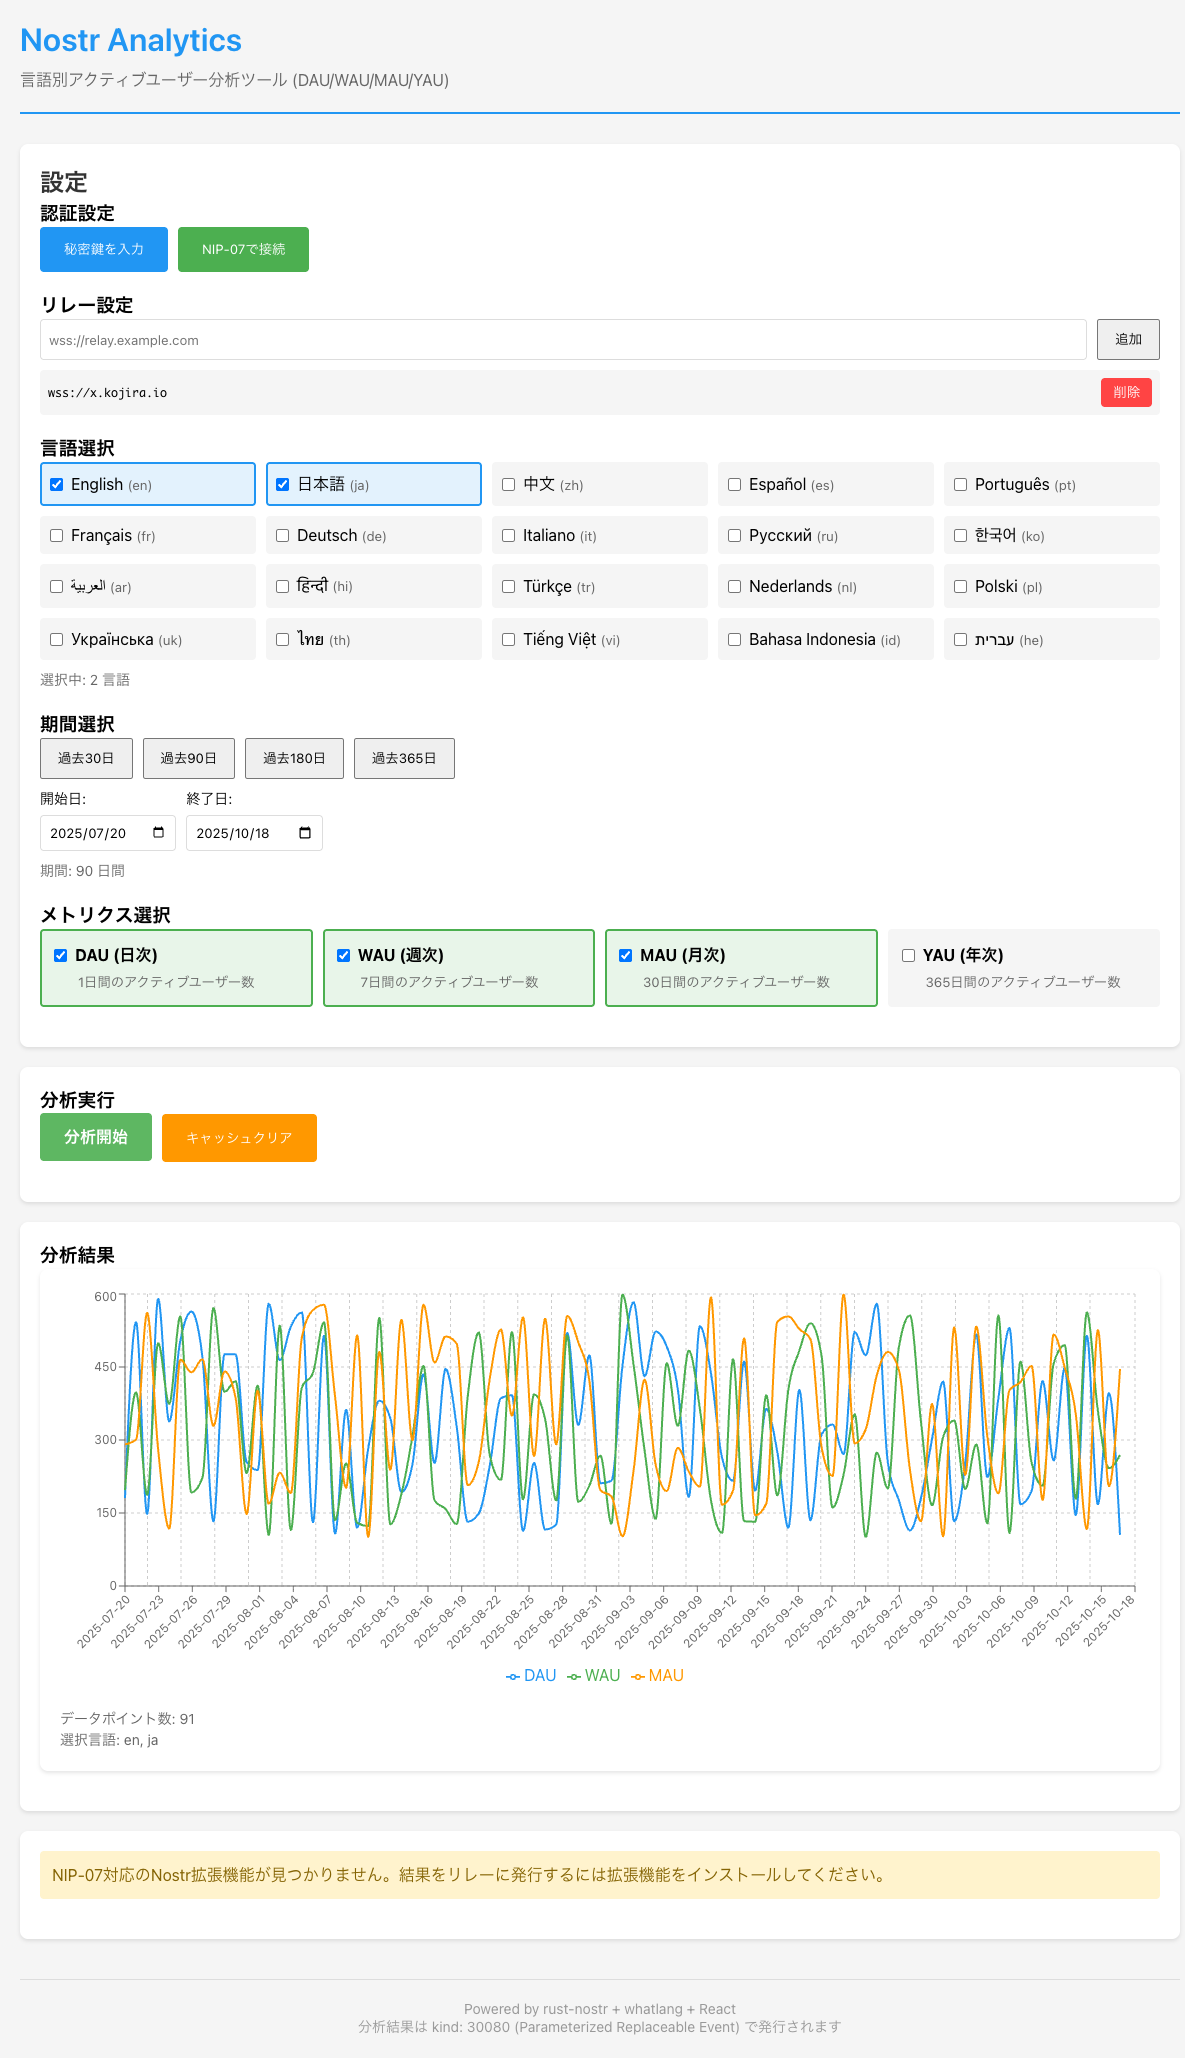 Nostr Analytics
言語別アクティブユーザー分析ツール (DAU/WAU/MAU/YAU)
設定
認証設定
秘密鍵を入力 NIP-07で接続
リレー設定
wss://relay.example.com 追加
wss://x.kojira.io 削除
言語選択
English (en) 日本語 (ja) 中文 (zh) Español (es) Português (pt)
Français (fr) Deutsch (de) Italiano (it) Русский (ru) 한국어 (ko)
العربية (ar) हिन्दी (hi) Türkçe (tr) Nederlands (nl) Polski (pl)
Українська (uk) ไทย (th) Tiếng Việt (vi) Bahasa Indonesia (id) עברית (he)
選択中: 2 言語
期間選択
過去30日 過去90日 過去180日 過去365日
開始日: 終了日:
2025/07/20 2025/10/18
期間: 90 日間
メトリクス選択
DAU (日次) WAU (週次) MAU (月次) YAU (年次)
1日間のアクティブユーザー数 7日間のアクティブユーザー数 30日間のアクティブユーザー数 365日間のアクティブユーザー数
分析実行
分析開始 キャッシュクリア
分析結果
600
450
300
150
0
2025-07-20 2025-07-23 2025-07-26 2025-07-29 2025-08-01 2025-08-04 2025-08-07 2025-08-10 2025-08-13 2025-08-16 2025-08-19 2025-08-22 2025-08-25 2025-08-28 2025-08-31 2025-09-03 2025-09-06 2025-09-09 2025-09-12 2025-09-15 2025-09-18 2025-09-21 2025-09-24 2025-09-27 2025-09-30 2025-10-03 2025-10-06 2025-10-09 2025-10-12 2025-10-15 2025-10-18
DAU WAU MAU
データポイント数: 91
選択言語: en, ja
NIP-07対応のNostr拡張機能が見つかりません。結果をリレーに発行するには拡張機能をインストールしてください。
Powered by rust-nostr + whatlang + React
分析結果は kind: 30080 (Parameterized Replaceable Event) で発行されます